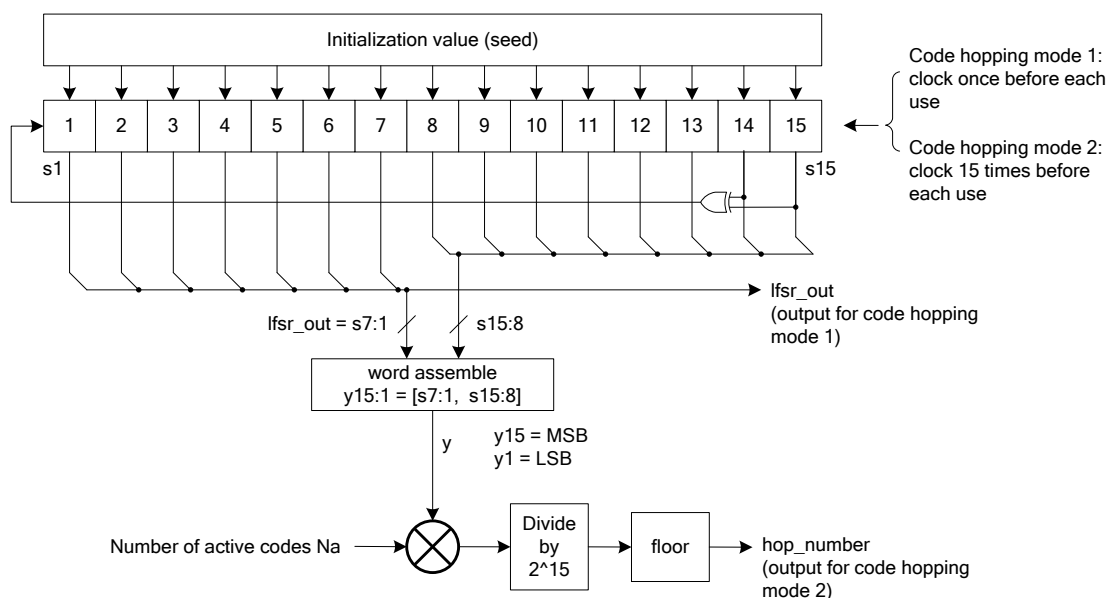 Initialization value (seed)
Code hopping mode 1:
clock once before each
use
1 2 3 4 5 6 7 8 9 10 11 12 13 14 15
s1
s15
Code hopping mode 2:
clock 15 times before
each use
lfsr_out
(output for code hopping
mode 1)
lfsr_out = s7:1
s15:8
word assemble
y15:1 = [s7:1, s15:8]
y
y15 = MSB
y1 = LSB
Number of active codes Na
Divide
by
2^15
floor
hop_number
(output for code hopping
mode 2)